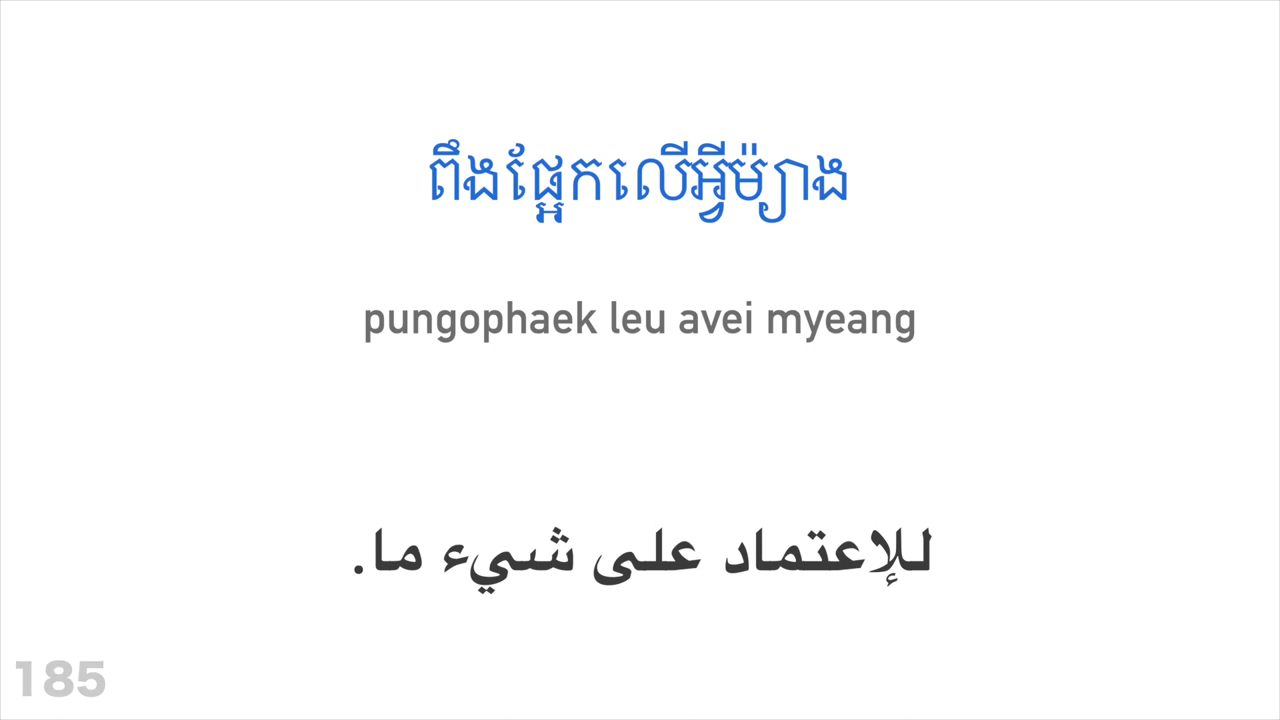 ពឹងផ្អែកលើអ្វីម៉្យាង
pungophaek leu avei myeang
للإعتماد على شيء ما.
185